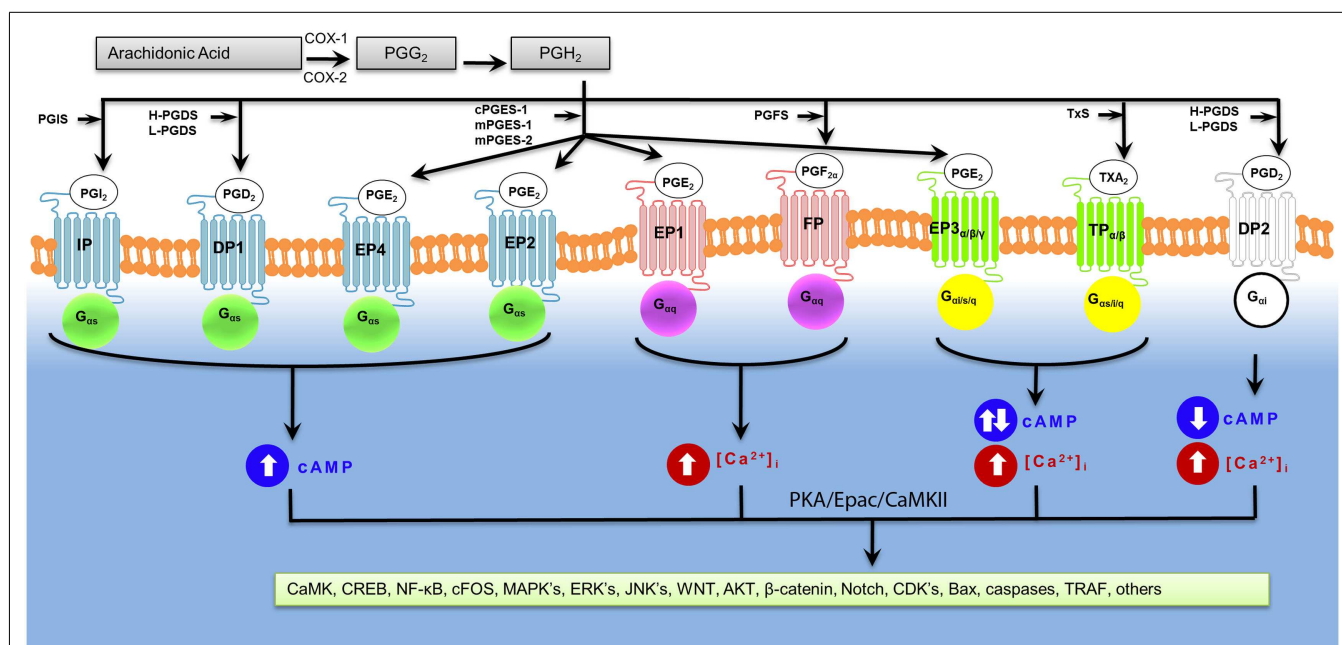 COX-1
Arachidonic Acid
PGG₂
PGH₂
COX-2
PGIS
H-PGDS
L-PGDS
cPGES-1
mPGES-1
mPGES-2
PGFS
TxS
H-PGDS
L-PGDS
PGI₂
PGD₂
PGE₂
PGE₂
PGE₂
PGF₂α
PGE₂
TXA₂
PGD₂
IP
DP1
EP4
EP2
EP1
FP
EP3α/β/γ
TPα/β
DP2
Gαs
Gαs
Gαs
Gαs
Gαq
Gαq
Gαi/s/q
Gαs/i/q
Gαi
cAMP
[Ca²⁺]ᵢ
cAMP
[Ca²⁺]ᵢ
cAMP
[Ca²⁺]ᵢ
PKA/Epac/CaMKII
CaMK, CREB, NF-κB, cFOS, MAPK's, ERK's, JNK's, WNT, AKT, β-catenin, Notch, CDK's, Bax, caspases, TRAF, others